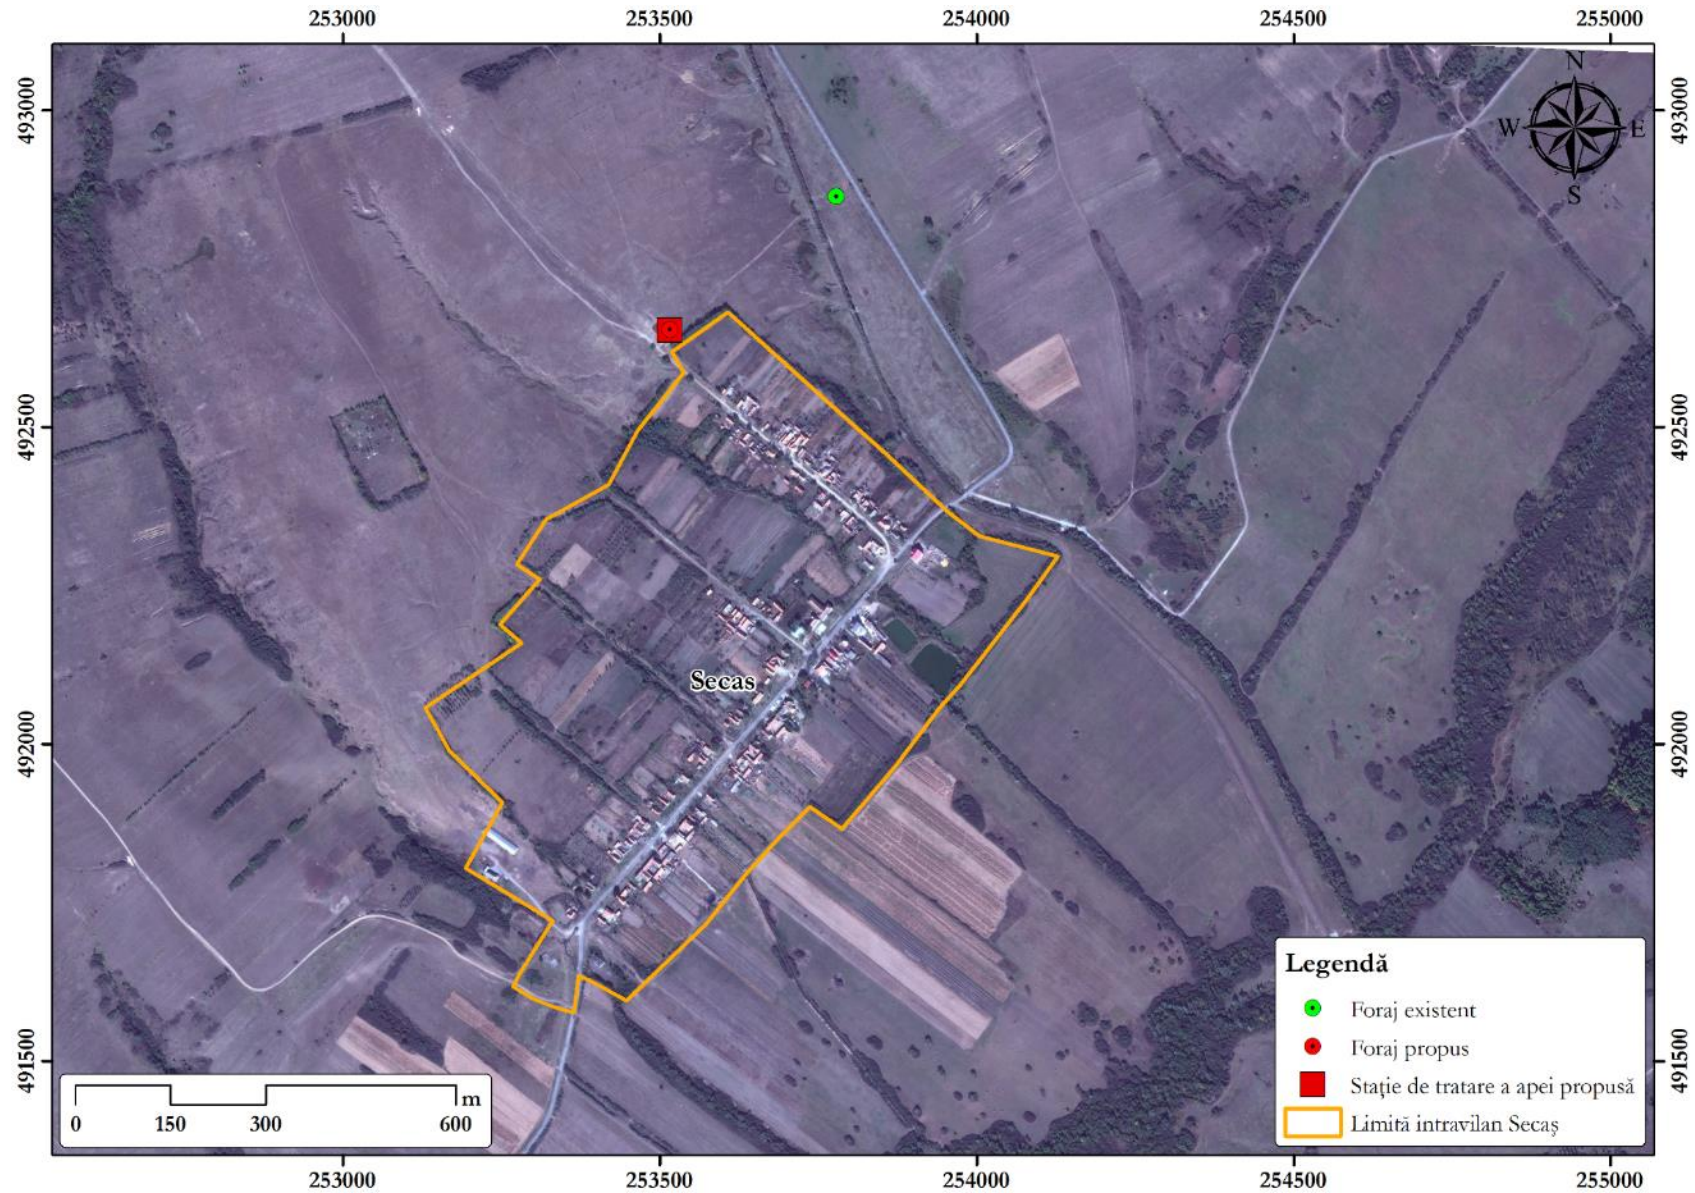 253000 253500 254000 254500 255000
493000
493000
N
W E
S
492500
492500
Secas
492000
492000
Legendă
Foraj existent
Foraj propus
491500
491500
Stație de tratare a apei propusă
Limită intravilan Secaș
m
0 150 300 600
253000 253500 254000 254500 255000